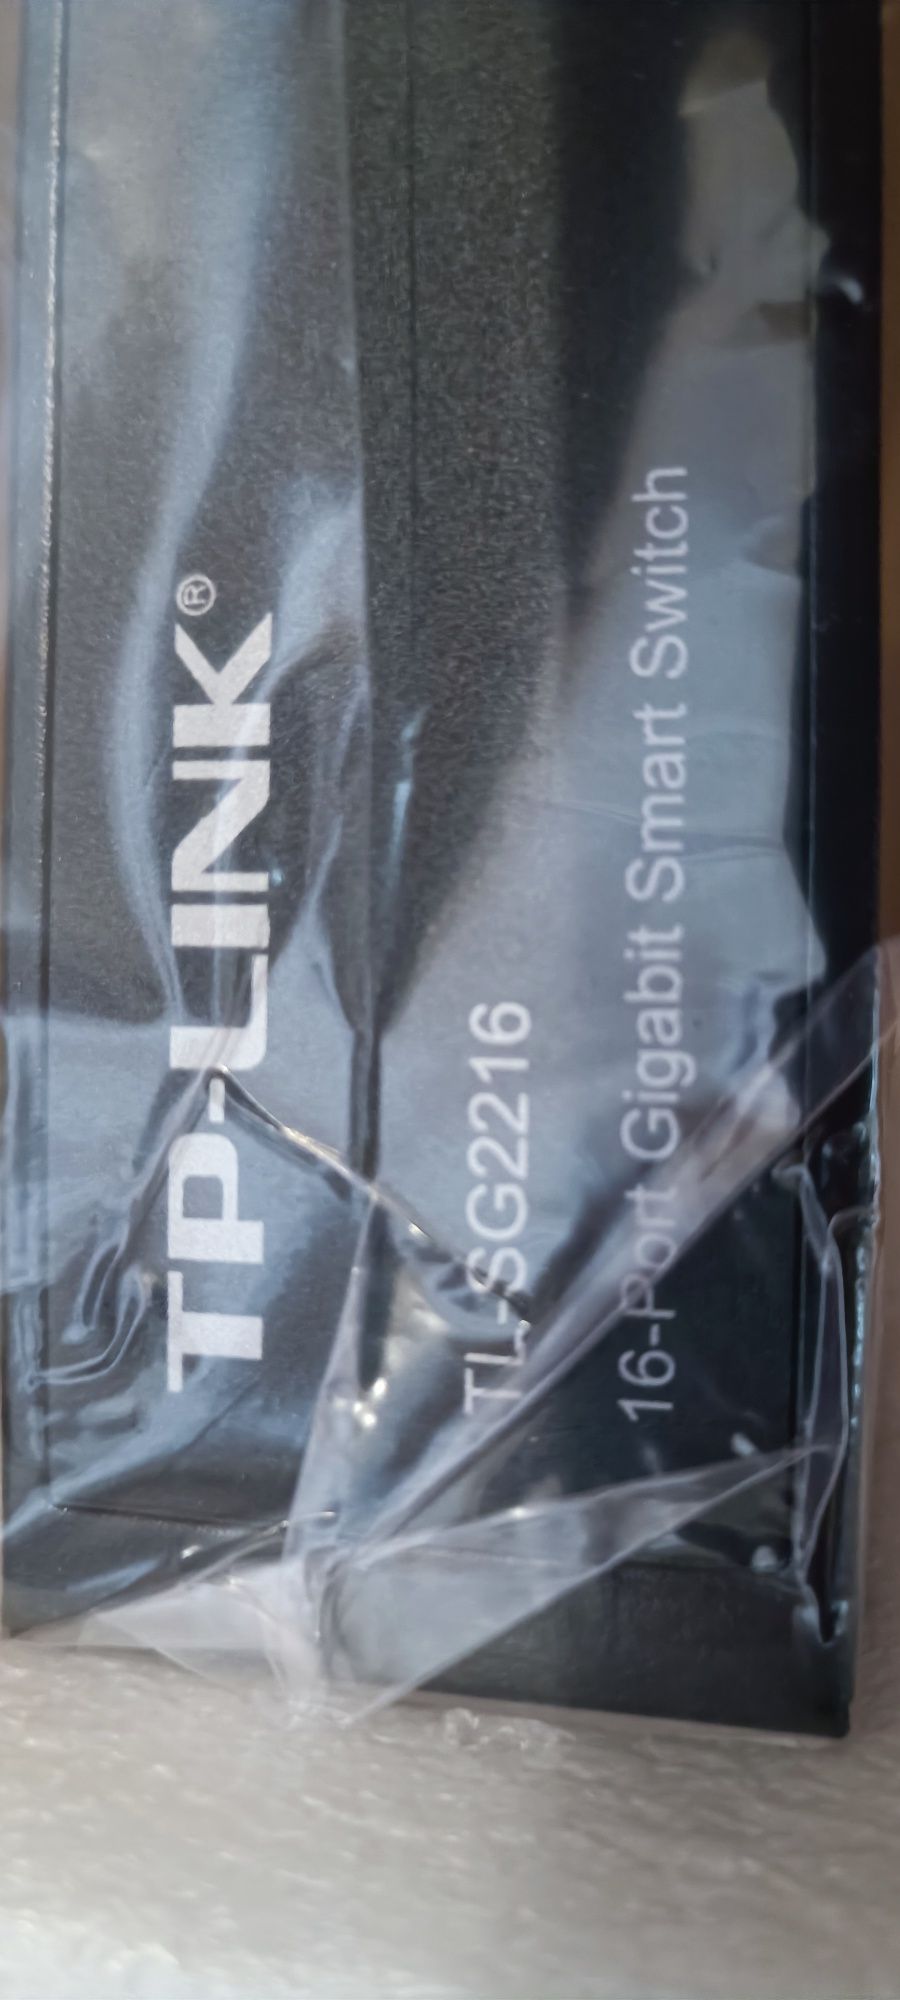 TP-LINK®
TL-SG2216
16-Port Gigabit Smart Switch